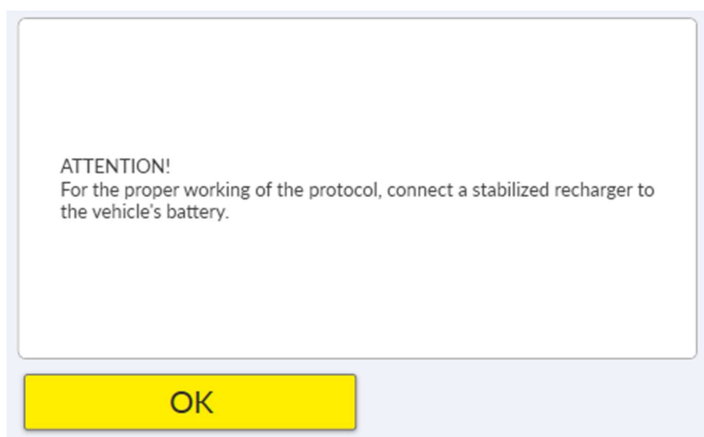 ATTENTION!
For the proper working of the protocol, connect a stabilized recharger to
the vehicle's battery.
OK